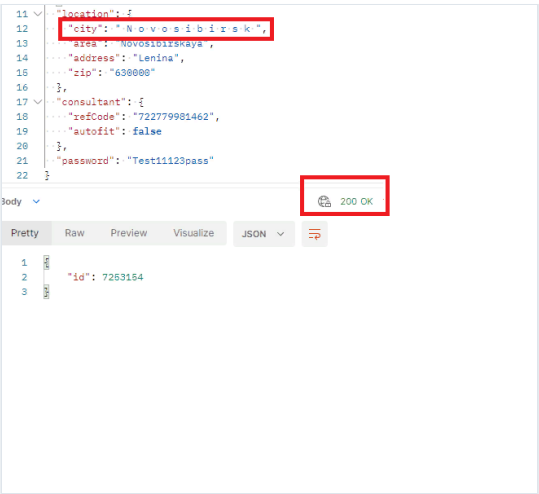 11 "location": {
12 "city": " N o v o s i b i r s k ",
13 "area": "Novosibirskaya",
14 "address": "Lenina",
15 "zip": "630000"
16 },
17 "consultant": {
18 "refCode": "722779981462",
19 "autofit": false
20 },
21 "password": "Test11123pass"
22 }
Body
200 OK
Pretty Raw Preview Visualize JSON
1 {
2 "id": 7253154
3 }